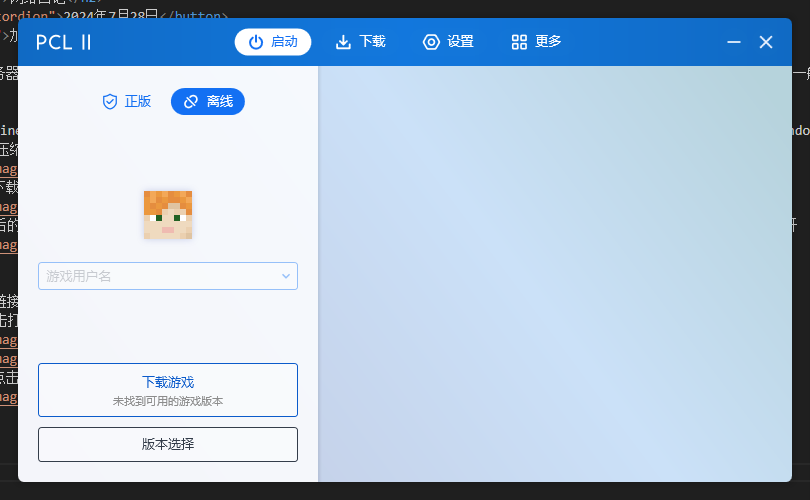 cordion">2024年7月28日</button>
PCL II
启动
下载
设置
更多
正版
离线
游戏用户名
下载游戏
未找到可用的游戏版本
版本选择